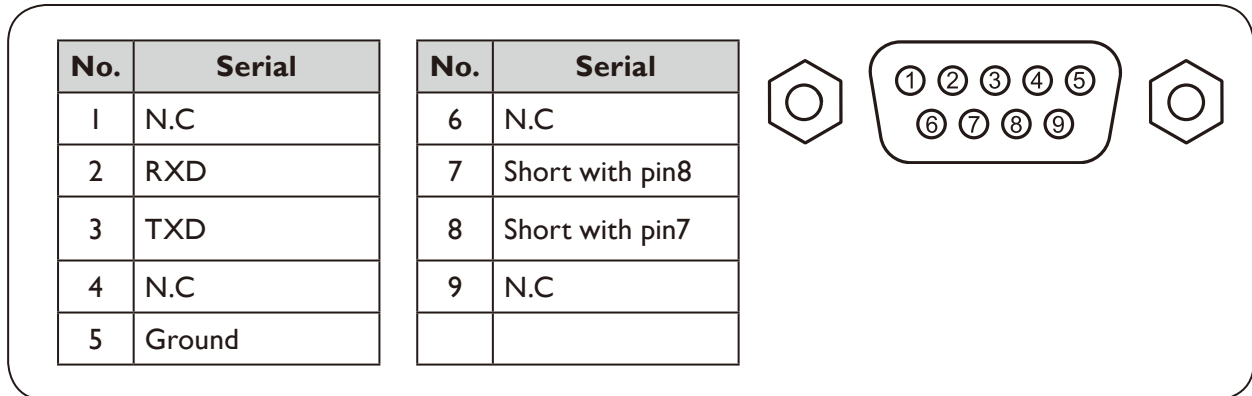 No. Serial
1 N.C
2 RXD
3 TXD
4 N.C
5 Ground
No. Serial
6 N.C
7 Short with pin8
8 Short with pin7
9 N.C
1 2 3 4 5
6 7 8 9